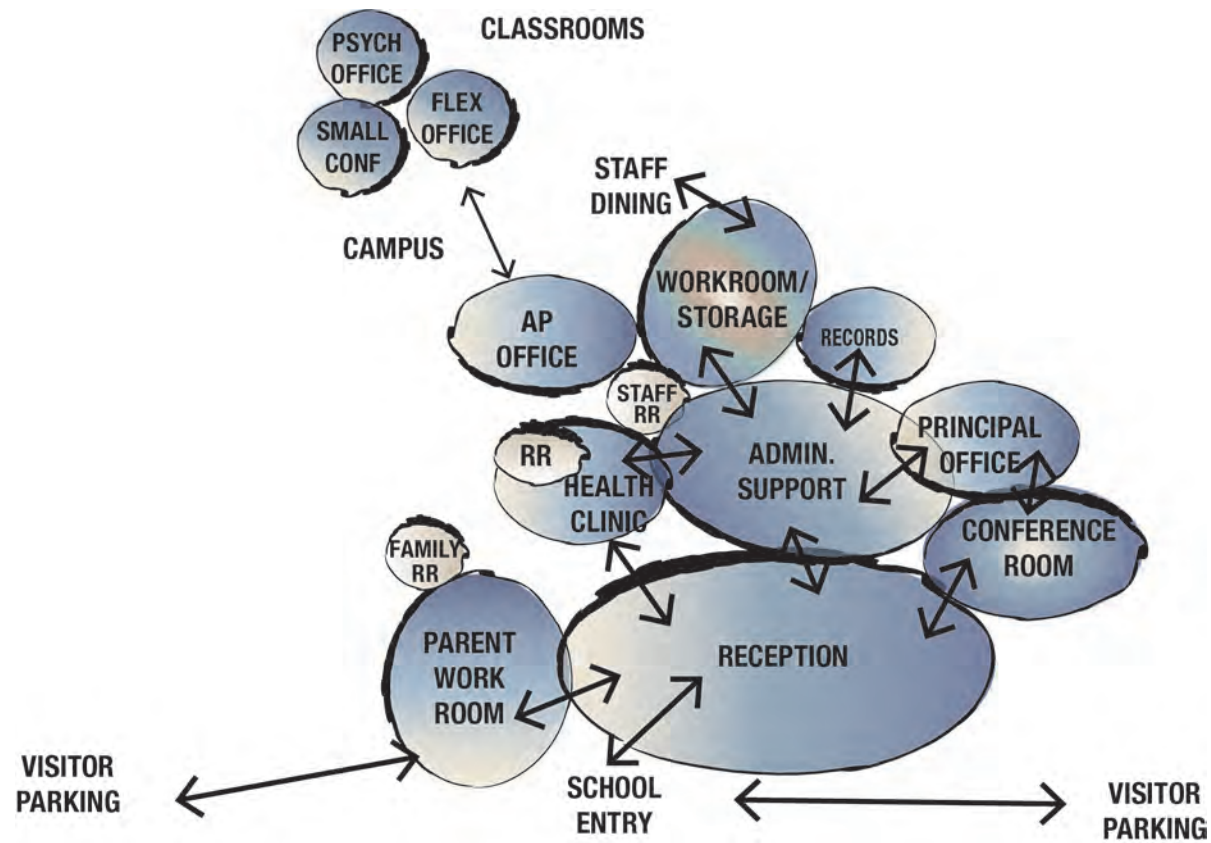 CLASSROOMS
PSYCH
OFFICE
FLEX
OFFICE
SMALL
CONF
STAFF
DINING
CAMPUS
WORKROOM/
STORAGE
AP
OFFICE
RECORDS
STAFF
RR
PRINCIPAL
OFFICE
RR
HEALTH
CLINIC
ADMIN.
SUPPORT
CONFERENCE
ROOM
FAMILY
RR
PARENT
WORK
ROOM
RECEPTION
VISITOR
PARKING
SCHOOL
ENTRY
VISITOR
PARKING